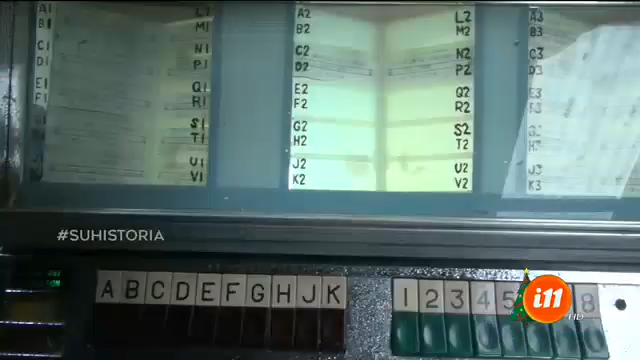 A1 L1 A2 L2 A3
B1 M1 B2 M2 B3
C1 N1 C2 N2 C3
D1 P1 D2 P2 D3
E1 Q1 E2 Q2 E3
F1 R1 F2 R2 F3
S1 G2 S2
T1 H2 T2
U1 J2 U2 J3
V1 K2 V2 K3
#SUHISTORIA
A B C D E F G H J K 1 2 3 4 5 8
i11
HD